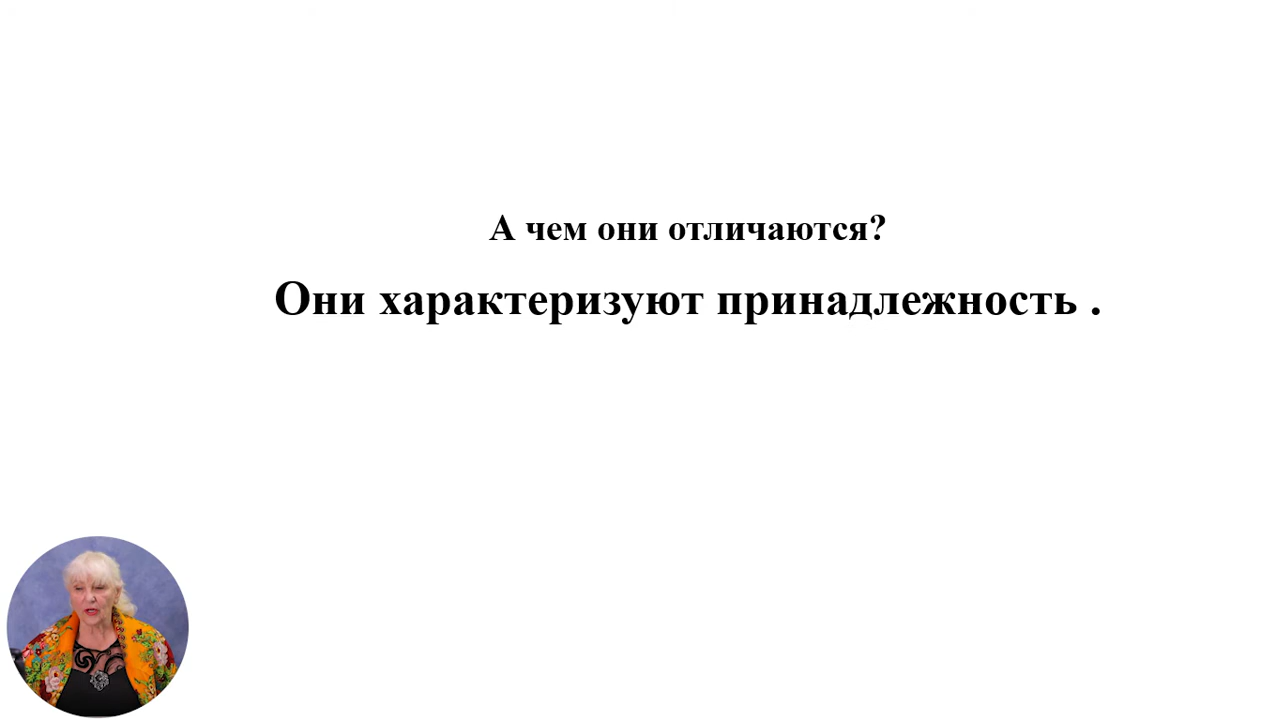 А чем они отличаются?
Они характеризуют принадлежность .